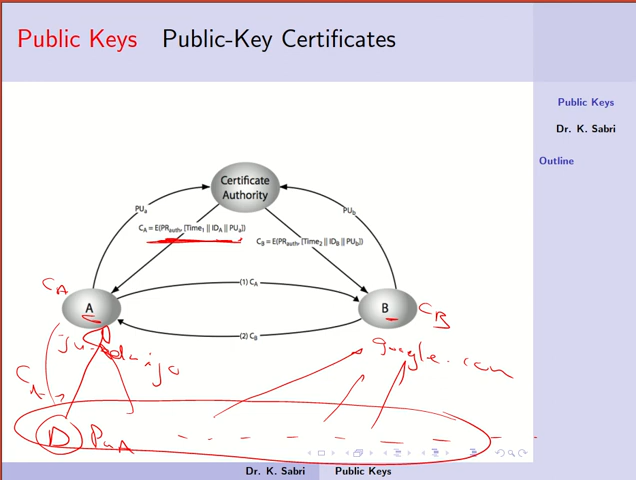 Public Keys Public-Key Certificates
Public Keys
Dr. K. Sabri
Outline
Certificate
Authority
PUa
PUb
CA = E(PRauth, [Time1 || IDA || PUa])
CB = E(PRauth, [Time2 || IDB || PUb])
(1) CA
CA
A
B
CB
(2) CB
google.com
D PUA
Dr. K. Sabri Public Keys